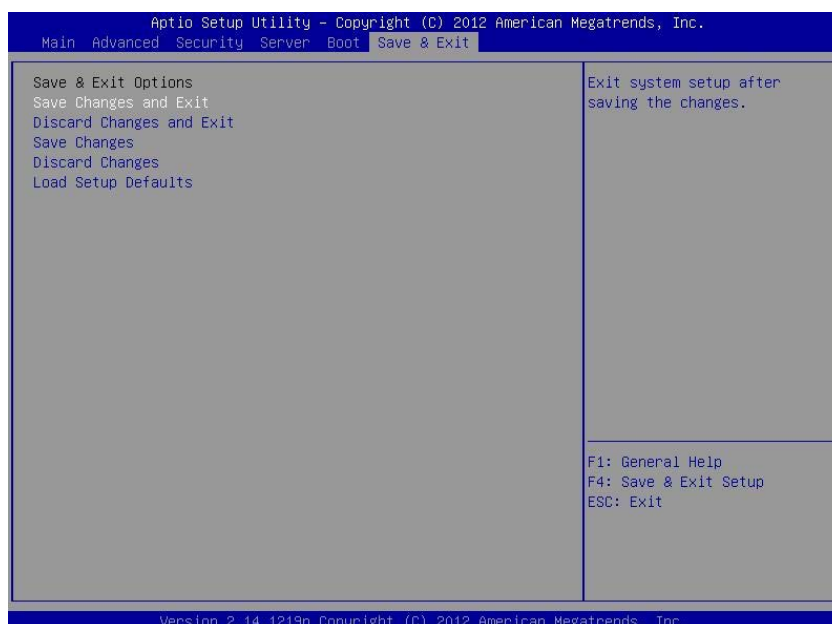 Aptio Setup Utility – Copyright (C) 2012 American Megatrends, Inc.
Main Advanced Security Server Boot Save & Exit
Save & Exit Options
Save Changes and Exit
Discard Changes and Exit
Save Changes
Discard Changes
Load Setup Defaults
Exit system setup after
saving the changes.
F1: General Help
F4: Save & Exit Setup
ESC: Exit
Version 2.14.1219n Copyright (C) 2012 American Megatrends, Inc.